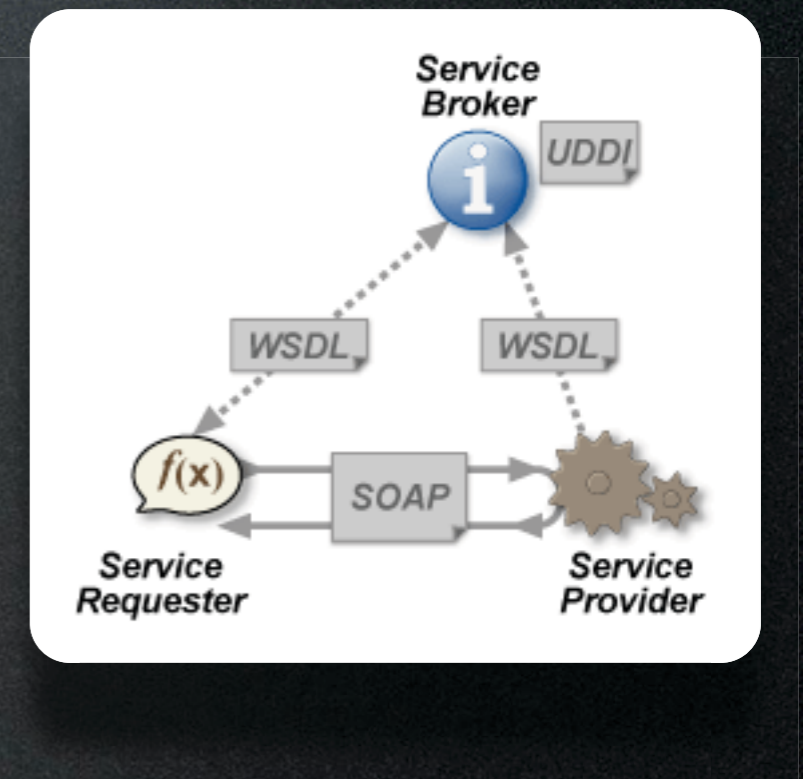 Service
Broker
i
UDDI
WSDL
WSDL
f(x)
SOAP
Service
Requester
Service
Provider